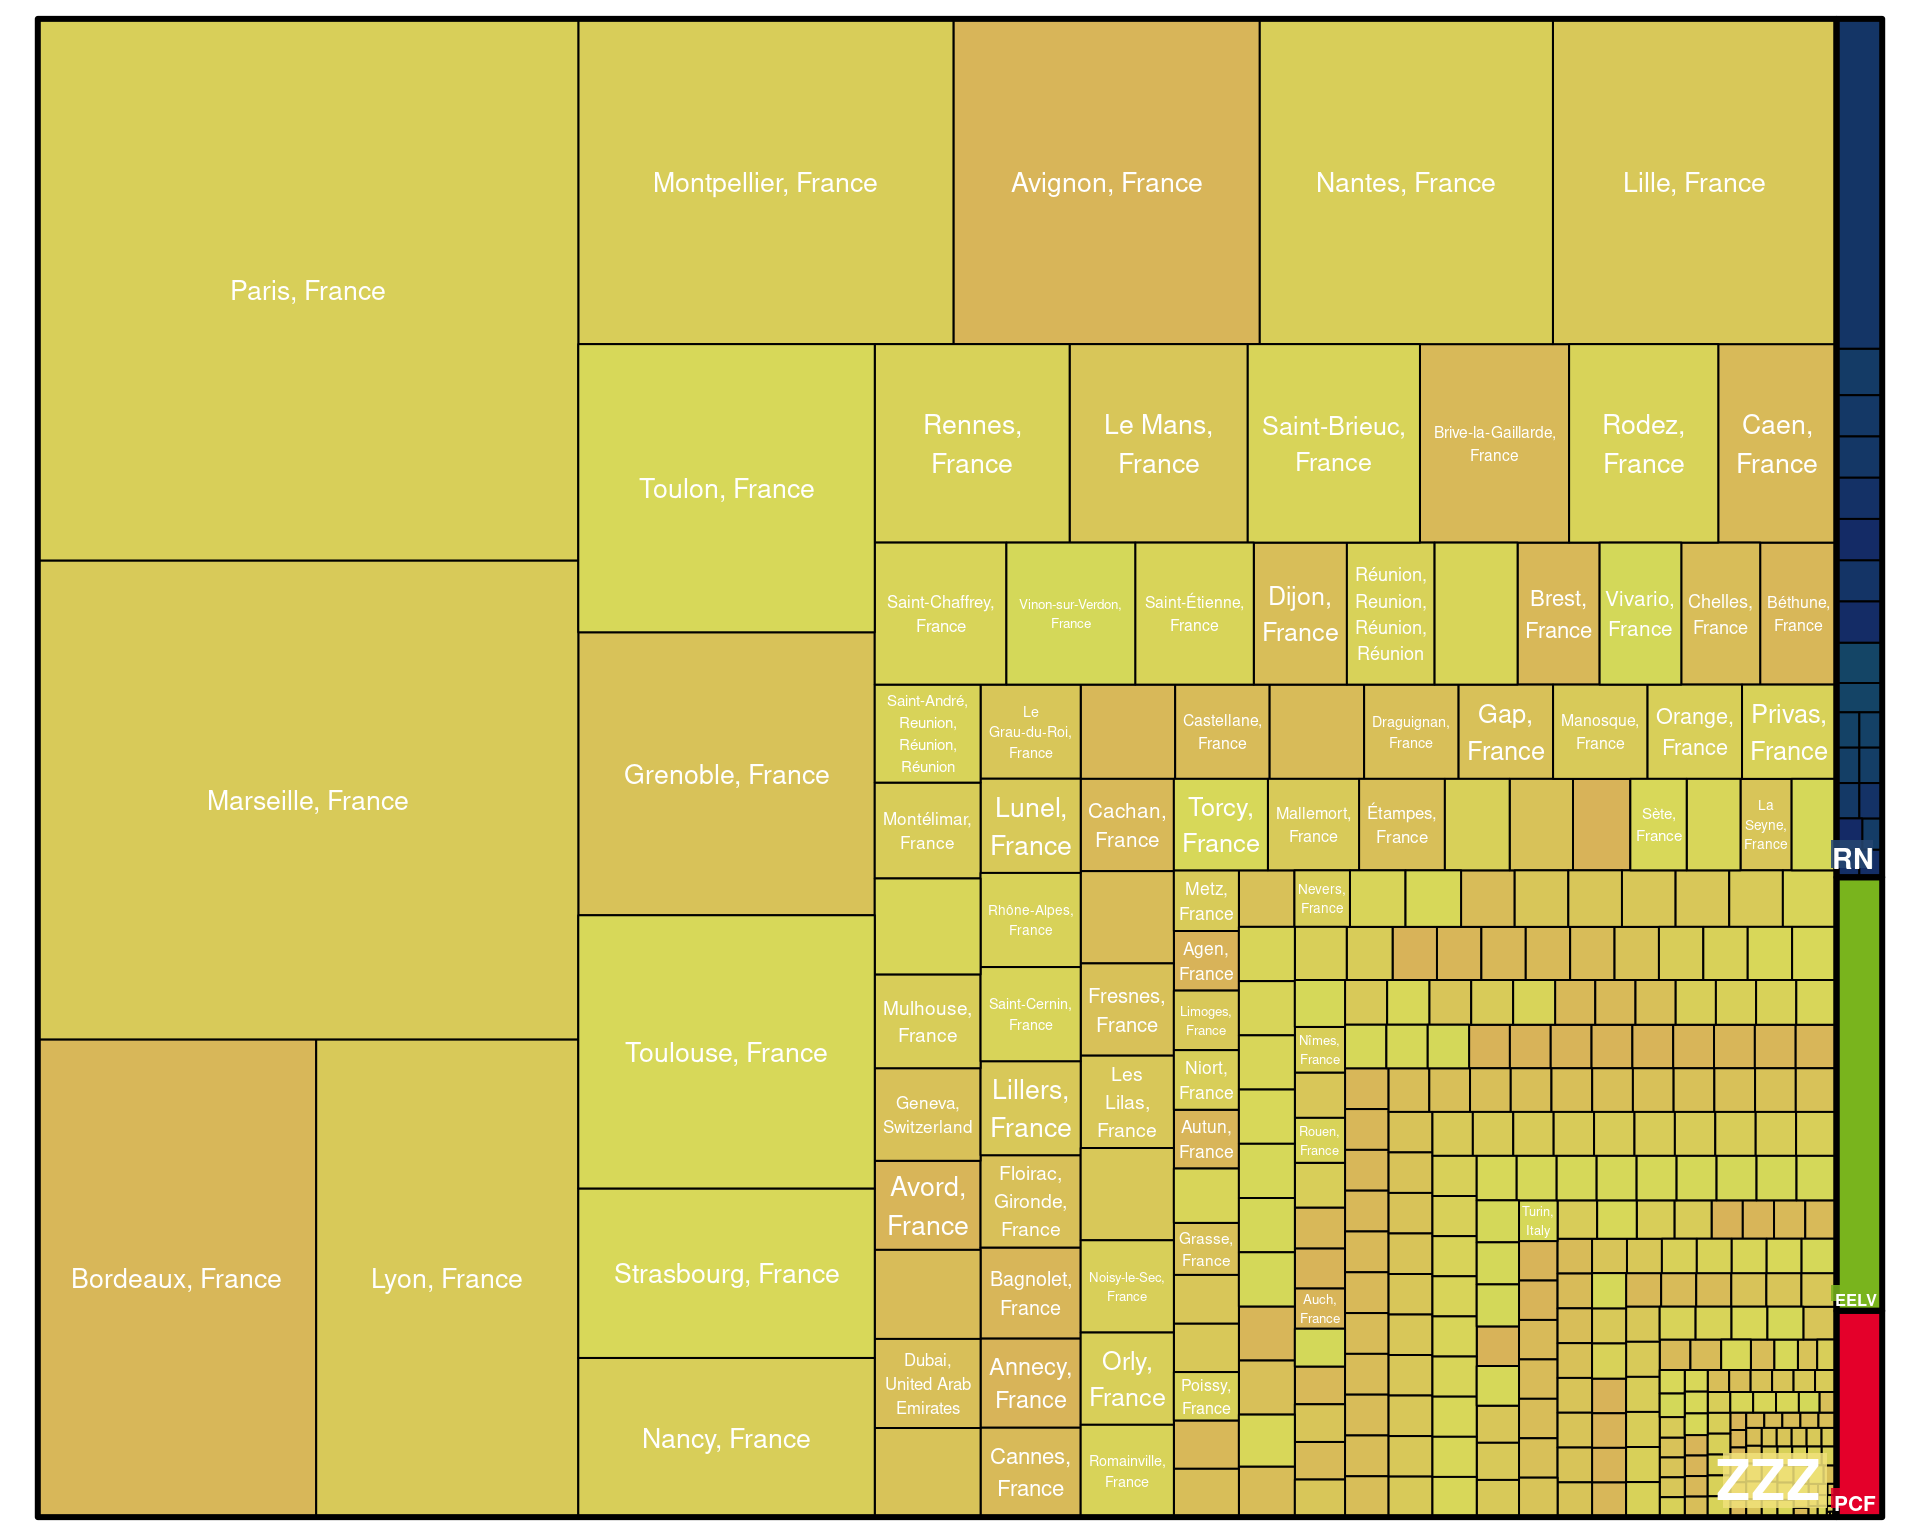 Paris, France
Montpellier, France
Avignon, France
Nantes, France
Lille, France
Marseille, France
Bordeaux, France
Lyon, France
Toulon, France
Grenoble, France
Toulouse, France
Strasbourg, France
Nancy, France
Rennes,
France
Le Mans,
France
Saint-Brieuc,
France
Brive-la-Gaillarde,
France
Rodez,
France
Caen,
France
Saint-Chaffrey,
France
Vinon-sur-Verdon,
France
Saint-Étienne,
France
Dijon,
France
Réunion,
Reunion,
Réunion,
Réunion
Brest,
France
Vivario,
France
Chelles,
France
Béthune,
France
Saint-André,
Reunion,
Réunion,
Réunion
Le
Grau-du-Roi,
France
Castellane,
France
Draguignan,
France
Gap,
France
Manosque,
France
Orange,
France
Privas,
France
Montélimar,
France
Lunel,
France
Cachan,
France
Torcy,
France
Mallemort,
France
Étampes,
France
Sète,
France
La
Seyne,
France
Rhône-Alpes,
France
Metz,
France
Nevers,
France
Agen,
France
Mulhouse,
France
Saint-Cernin,
France
Fresnes,
France
Limoges,
France
Nîmes,
France
Geneva,
Switzerland
Lillers,
France
Les
Lilas,
France
Niort,
France
Autun,
France
Rouen,
France
Avord,
France
Floirac,
Gironde,
France
Grasse,
France
Turin,
Italy
Bagnolet,
France
Noisy-le-Sec,
France
Auch,
France
Dubai,
United Arab
Emirates
Annecy,
France
Orly,
France
Poissy,
France
Cannes,
France
Romainville,
France
RN
EELV
ZZZ
PCF